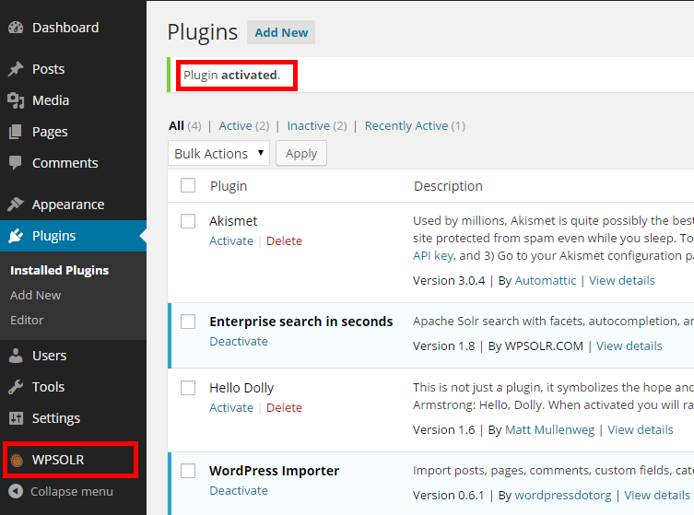 Dashboard
Posts
Media
Pages
Comments
Appearance
Plugins
Installed Plugins
Add New
Editor
Users
Tools
Settings
WPSOLR
Collapse menu
Plugins Add New
Plugin activated.
All (4) | Active (2) | Inactive (2) | Recently Active (1)
Bulk Actions Apply
Plugin Description
Akismet
Activate | Delete
Used by millions, Akismet is quite possibly the best
site protected from spam even while you sleep. To
API key, and 3) Go to your Akismet configuration pa
Version 3.0.4 | By Automattic | View details
Enterprise search in seconds
Deactivate
Apache Solr search with facets, autocompletion, an
Version 1.8 | By WPSOLR.COM | View details
Hello Dolly
Activate | Delete
This is not just a plugin, it symbolizes the hope and
Armstrong: Hello, Dolly. When activated you will ra
Version 1.6 | By Matt Mullenweg | View details
WordPress Importer
Deactivate
Import posts, pages, comments, custom fields, cate
Version 0.6.1 | By wordpressdotorg | View details